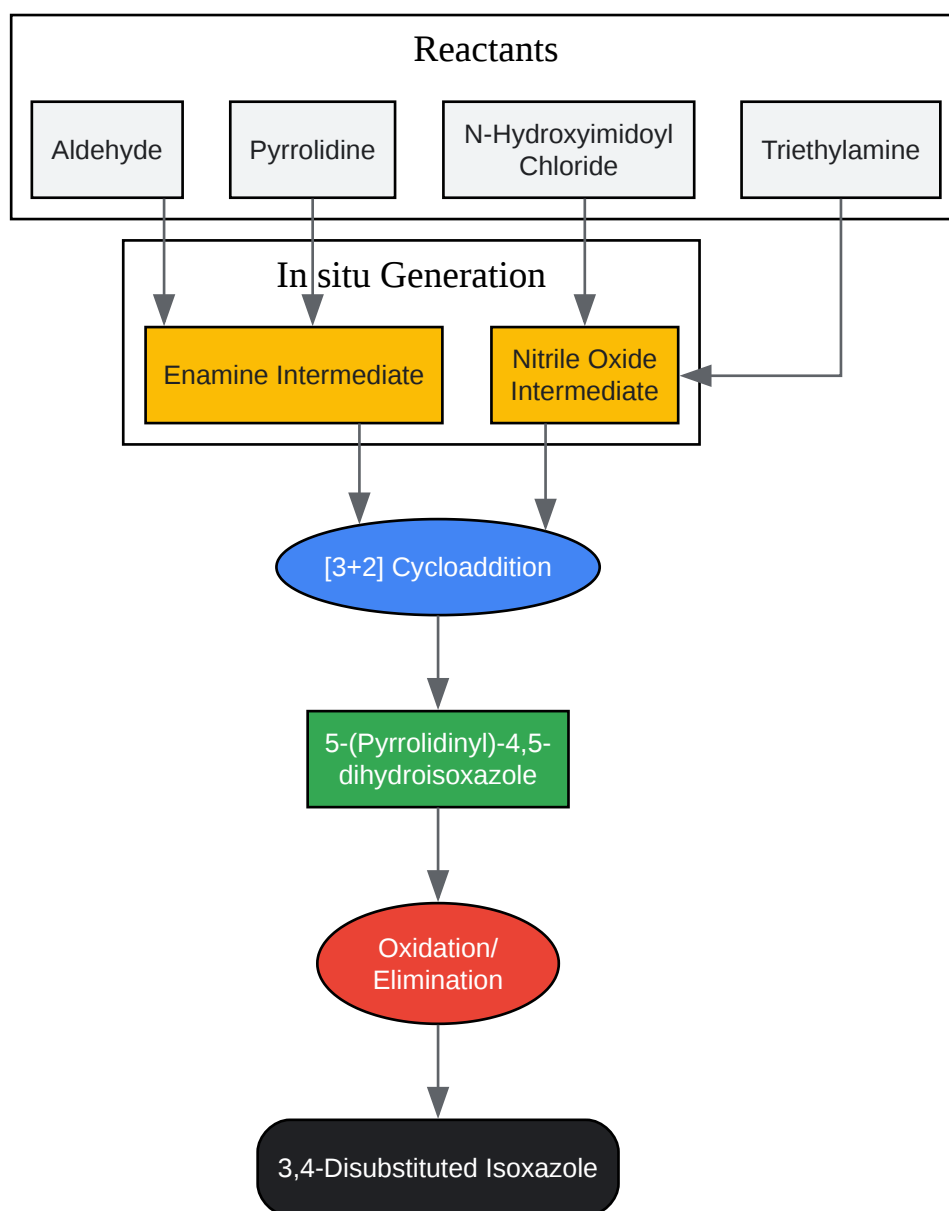 Reactants
Aldehyde
Pyrrolidine
N-Hydroxyimidoyl
Chloride
Triethylamine
In situ Generation
Enamine Intermediate
Nitrile Oxide
Intermediate
[3+2] Cycloaddition
5-(Pyrrolidinyl)-4,5-
dihydroisoxazole
Oxidation/
Elimination
3,4-Disubstituted Isoxazole